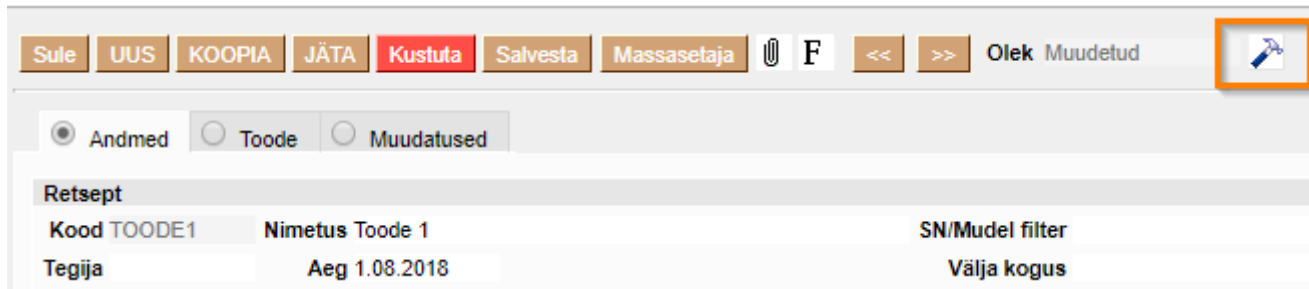 Sule UUS KOOPIA JÄTA Kustuta Salvesta Massasetaja F << >> Olek Muudetud
Andmed Toode Muudatused
Retsept
Kood TOODE1 Nimetus Toode 1 SN/Mudel filter
Tegija Aeg 1.08.2018 Välja kogus